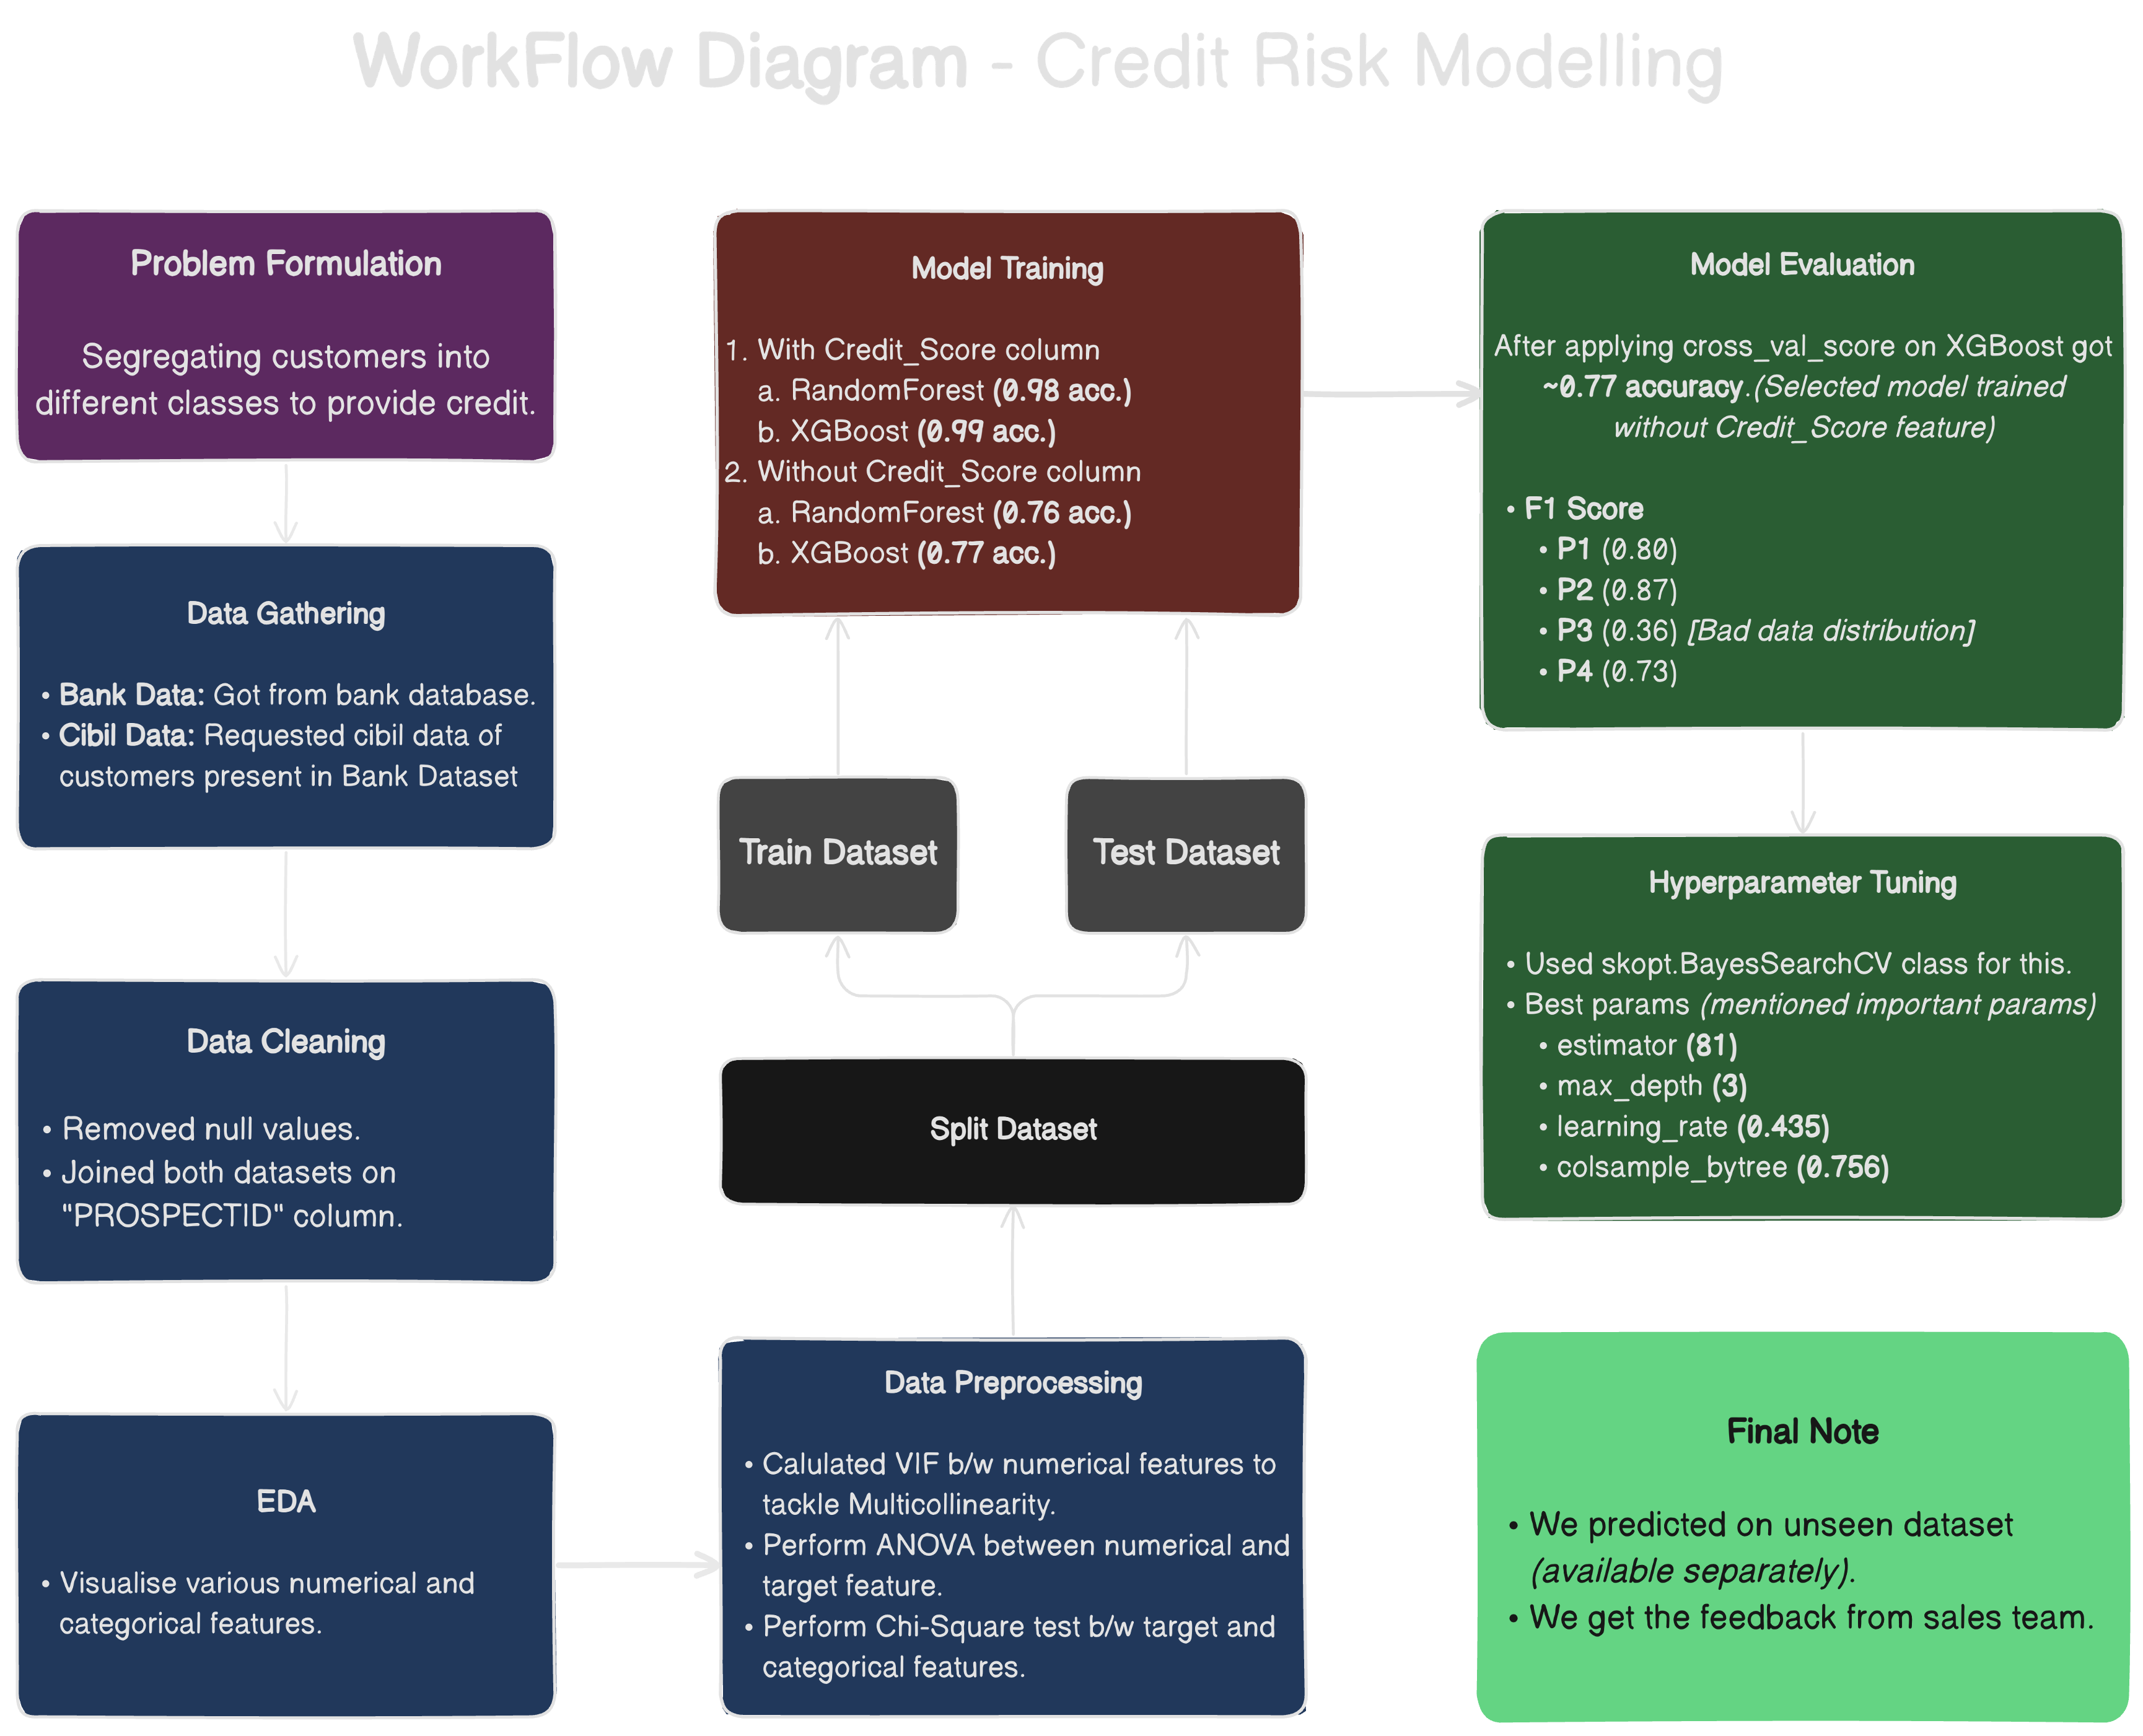 WorkFlow Diagram - Credit Risk Modelling
Problem Formulation
Segregating customers into
different classes to provide credit.
Data Gathering
• Bank Data: Got from bank database.
• Cibil Data: Requested cibil data of
customers present in Bank Dataset
Data Cleaning
• Removed null values.
• Joined both datasets on
"PROSPECTID" column.
EDA
• Visualise various numerical and
categorical features.
Data Preprocessing
• Calulated VIF b/w numerical features to
tackle Multicollinearity.
• Perform ANOVA between numerical and
target feature.
• Perform Chi-Square test b/w target and
categorical features.
Split Dataset
Train Dataset
Test Dataset
Model Training
1. With Credit_Score column
a. RandomForest (0.98 acc.)
b. XGBoost (0.99 acc.)
2. Without Credit_Score column
a. RandomForest (0.76 acc.)
b. XGBoost (0.77 acc.)
Model Evaluation
After applying cross_val_score on XGBoost got
~0.77 accuracy.(Selected model trained
without Credit_Score feature)
• F1 Score
• P1 (0.80)
• P2 (0.87)
• P3 (0.36) [Bad data distribution]
• P4 (0.73)
Hyperparameter Tuning
• Used skopt.BayesSearchCV class for this.
• Best params (mentioned important params)
• estimator (81)
• max_depth (3)
• learning_rate (0.435)
• colsample_bytree (0.756)
Final Note
• We predicted on unseen dataset
(available separately).
• We get the feedback from sales team.